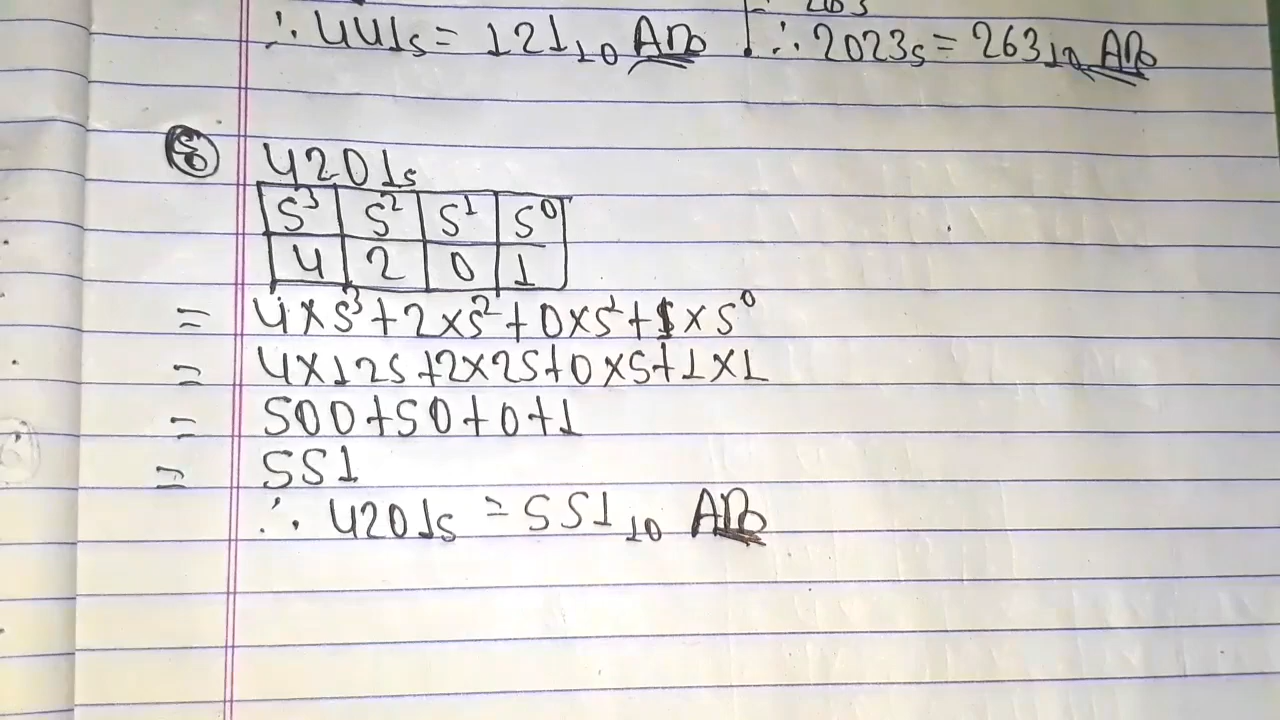 ∴ 441₅ = 121₁₀ Ans
∴ 2023₅ = 263₁₀ Ans
4201₅
5³ 5² 5¹ 5⁰
4 2 0 1
= 4×5³+2×5²+0×5¹+1×5⁰
= 4×125+2×25+0×5+1×1
= 500+50+0+1
= 551
∴ 4201₅ = 551₁₀ Ans